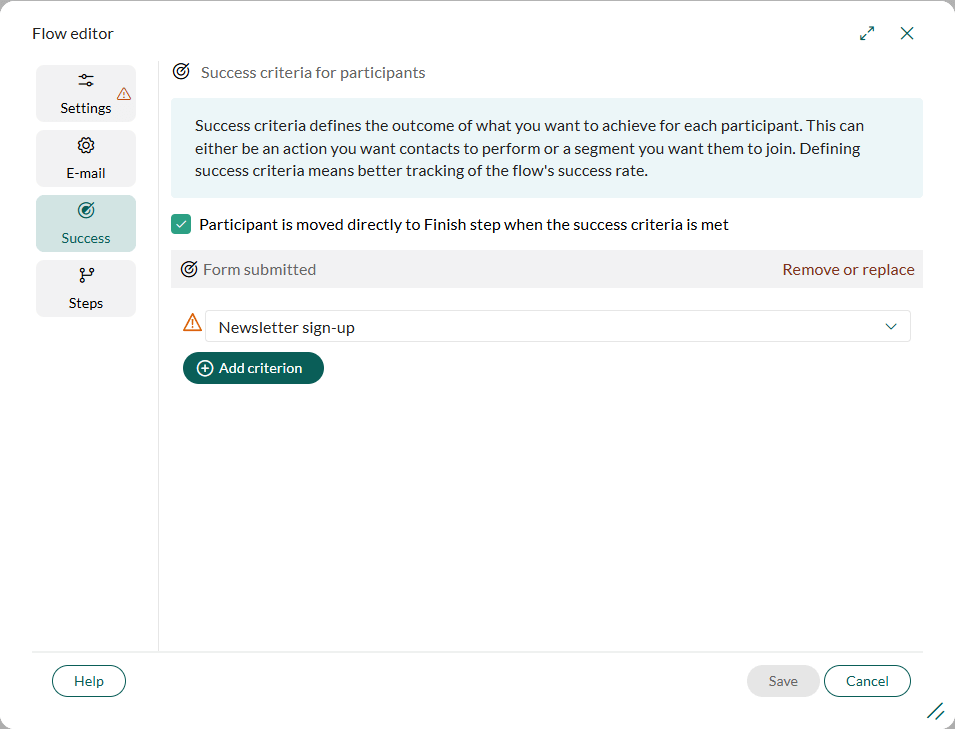 Flow editor
Settings
E-mail
Success
Steps
Success criteria for participants
Success criteria defines the outcome of what you want to achieve for each participant. This can
either be an action you want contacts to perform or a segment you want them to join. Defining
success criteria means better tracking of the flow's success rate.
Participant is moved directly to Finish step when the success criteria is met
Form submitted
Remove or replace
Newsletter sign-up
Add criterion
Help
Save
Cancel